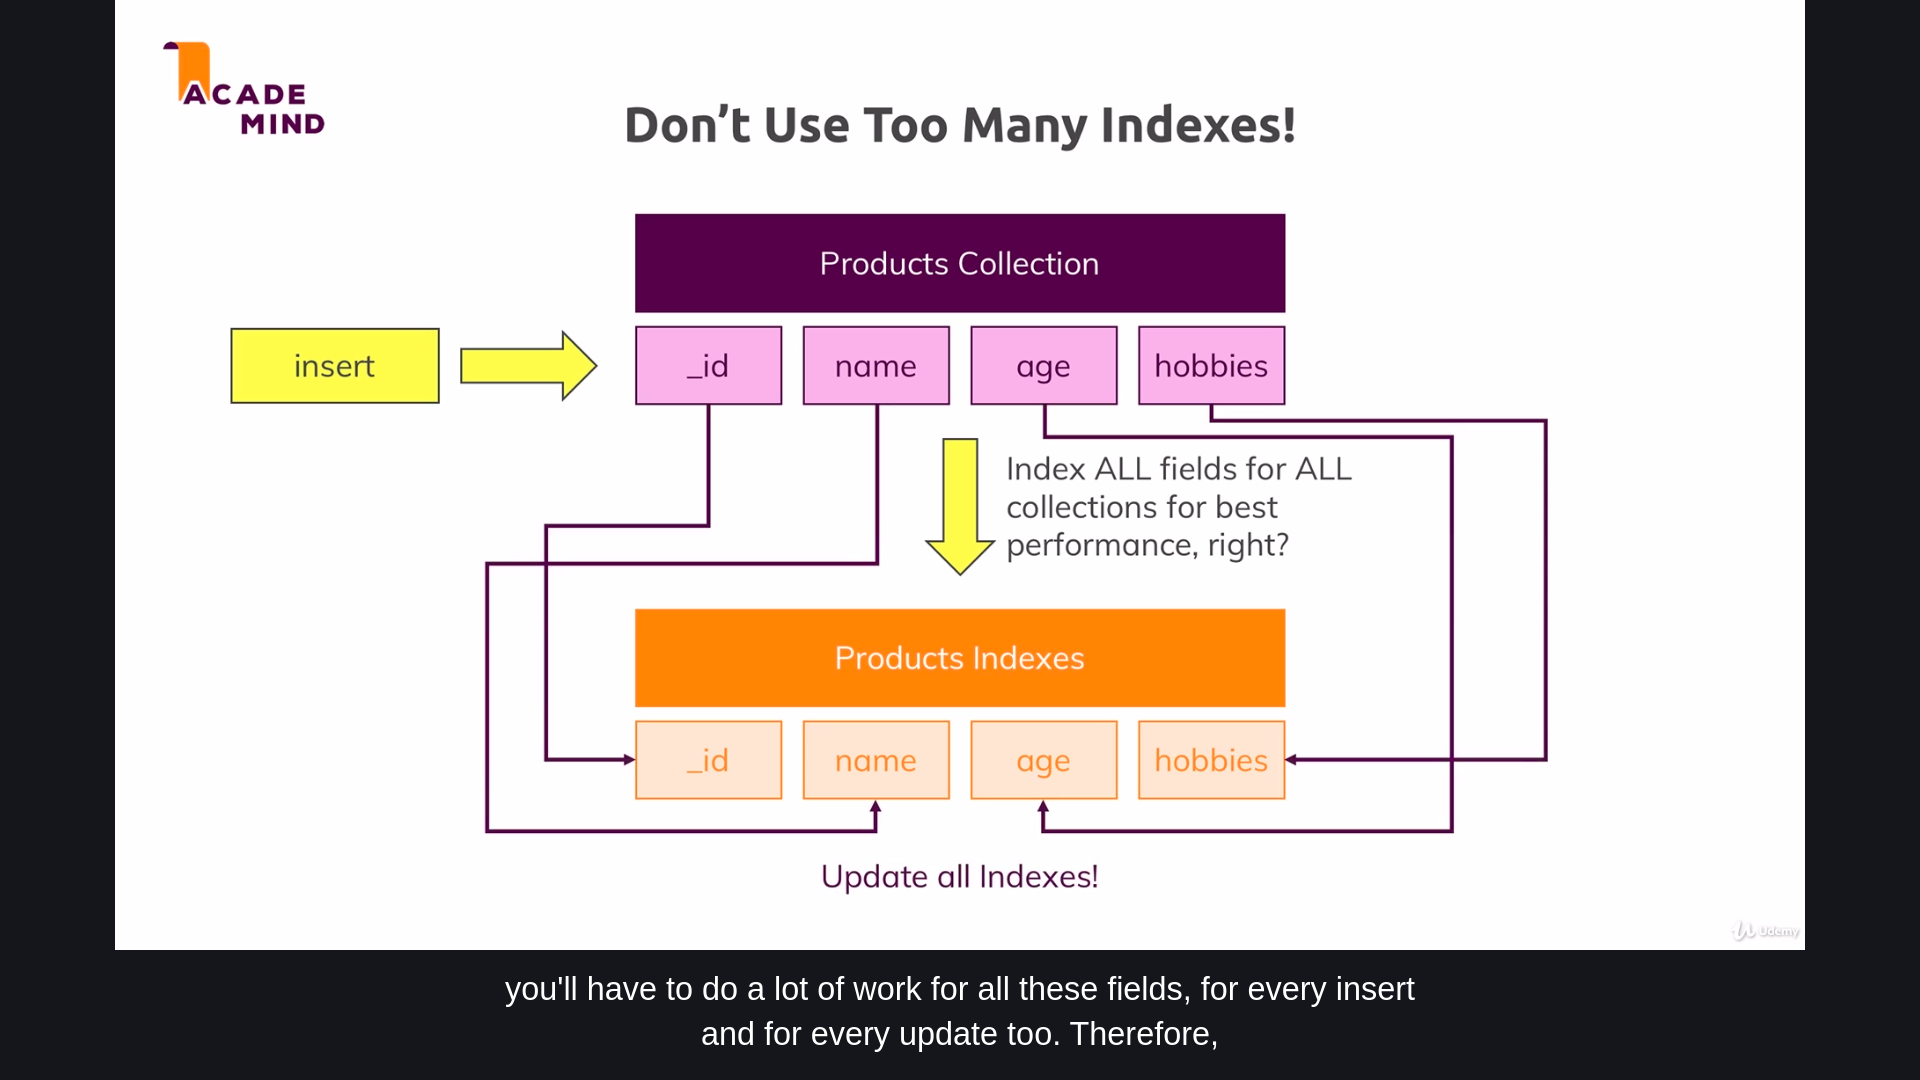 ACADE
MIND
Don't Use Too Many Indexes!
Products Collection
insert
_id
name
age
hobbies
Index ALL fields for ALL
collections for best
performance, right?
Products Indexes
_id
name
age
hobbies
Update all Indexes!
Udemy
you'll have to do a lot of work for all these fields, for every insert
and for every update too. Therefore,